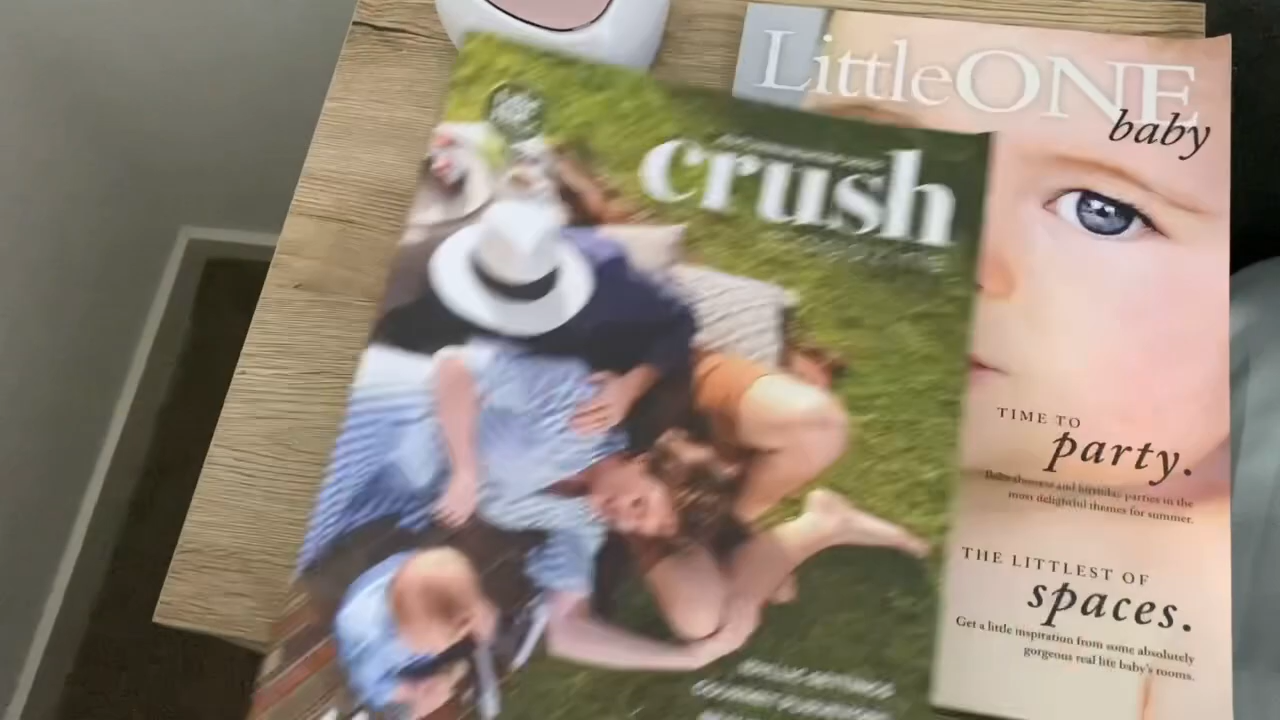 crush
LittleONE
baby
TIME TO
party.
Baby showers and birthday parties in the
most delightful themes for summer.
THE LITTLEST OF
spaces.
Get a little inspiration from some absolutely
gorgeous real life baby's rooms.